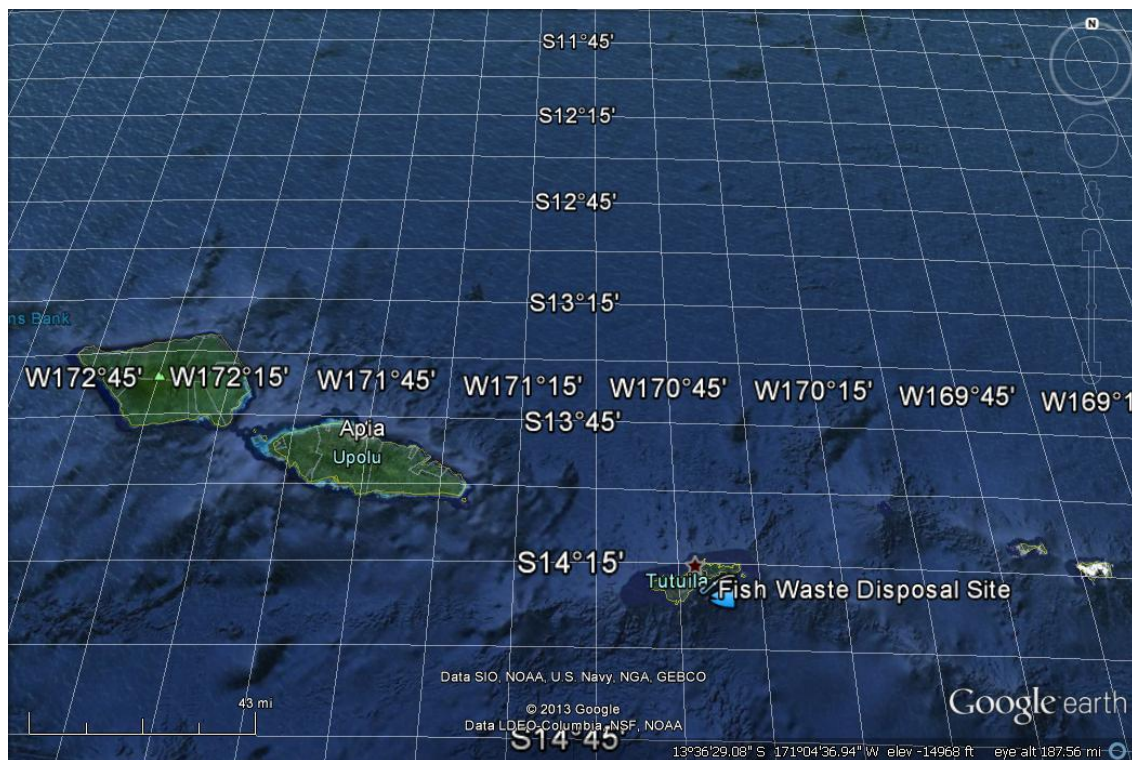 N
S11°45'
S12°15'
S12°45'
S13°15'
ns Bank
W172°45' W172°15' W171°45' W171°15' W170°45' W170°15' W169°45' W169°1
S13°45'
Apia
Upolu
S14°15'
Tutuila
Fish Waste Disposal Site
Data SIO, NOAA, U.S. Navy, NGA, GEBCO
© 2013 Google
Data LDEO-Columbia, NSF, NOAA
43 mi
Google earth
S14°45'
13°36'29.08" S 171°04'36.94" W elev -14968 ft eye alt 187.56 mi